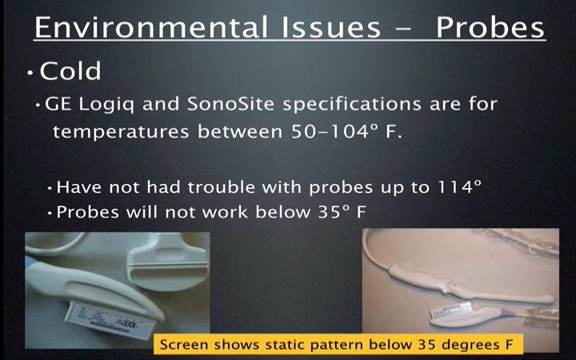 Environmental Issues – Probes
• Cold
• GE Logiq and SonoSite specifications are for
temperatures between 50–104° F.
• Have not had trouble with probes up to 114°
• Probes will not work below 35° F
Screen shows static pattern below 35 degrees F